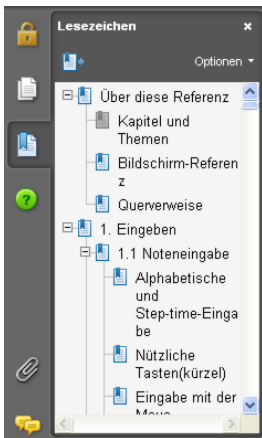 Lesezeichen
Optionen
Über diese Referenz
Kapitel und
Themen
Bildschirm-Referen
z
Querverweise
1. Eingeben
1.1 Noteneingabe
Alphabetische
und
Step-time-Einga
be
Nützliche
Tasten(kürzel)
Eingabe mit der
Maus